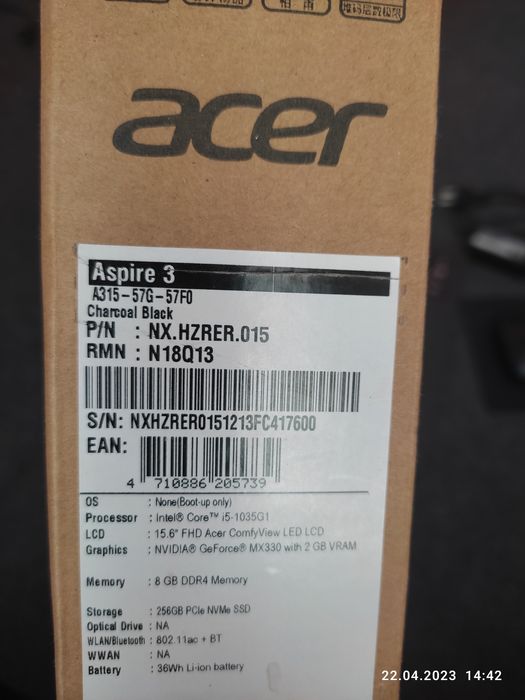 acer
Aspire 3
A315-57G-57F0
Charcoal Black
P/N : NX.HZRER.015
RMN : N18Q13
S/N: NXHZRER0151213FC417600
EAN:
4 710886 205739
OS : None(Boot-up only)
Processor : Intel® Core™ i5-1035G1
LCD : 15.6" FHD Acer ComfyView LED LCD
Graphics : NVIDIA® GeForce® MX330 with 2 GB VRAM
Memory : 8 GB DDR4 Memory
Storage : 256GB PCIe NVMe SSD
Optical Drive : NA
WLAN/Bluetooth : 802.11ac + BT
WWAN : NA
Battery : 36Wh Li-ion battery
22.04.2023 14:42